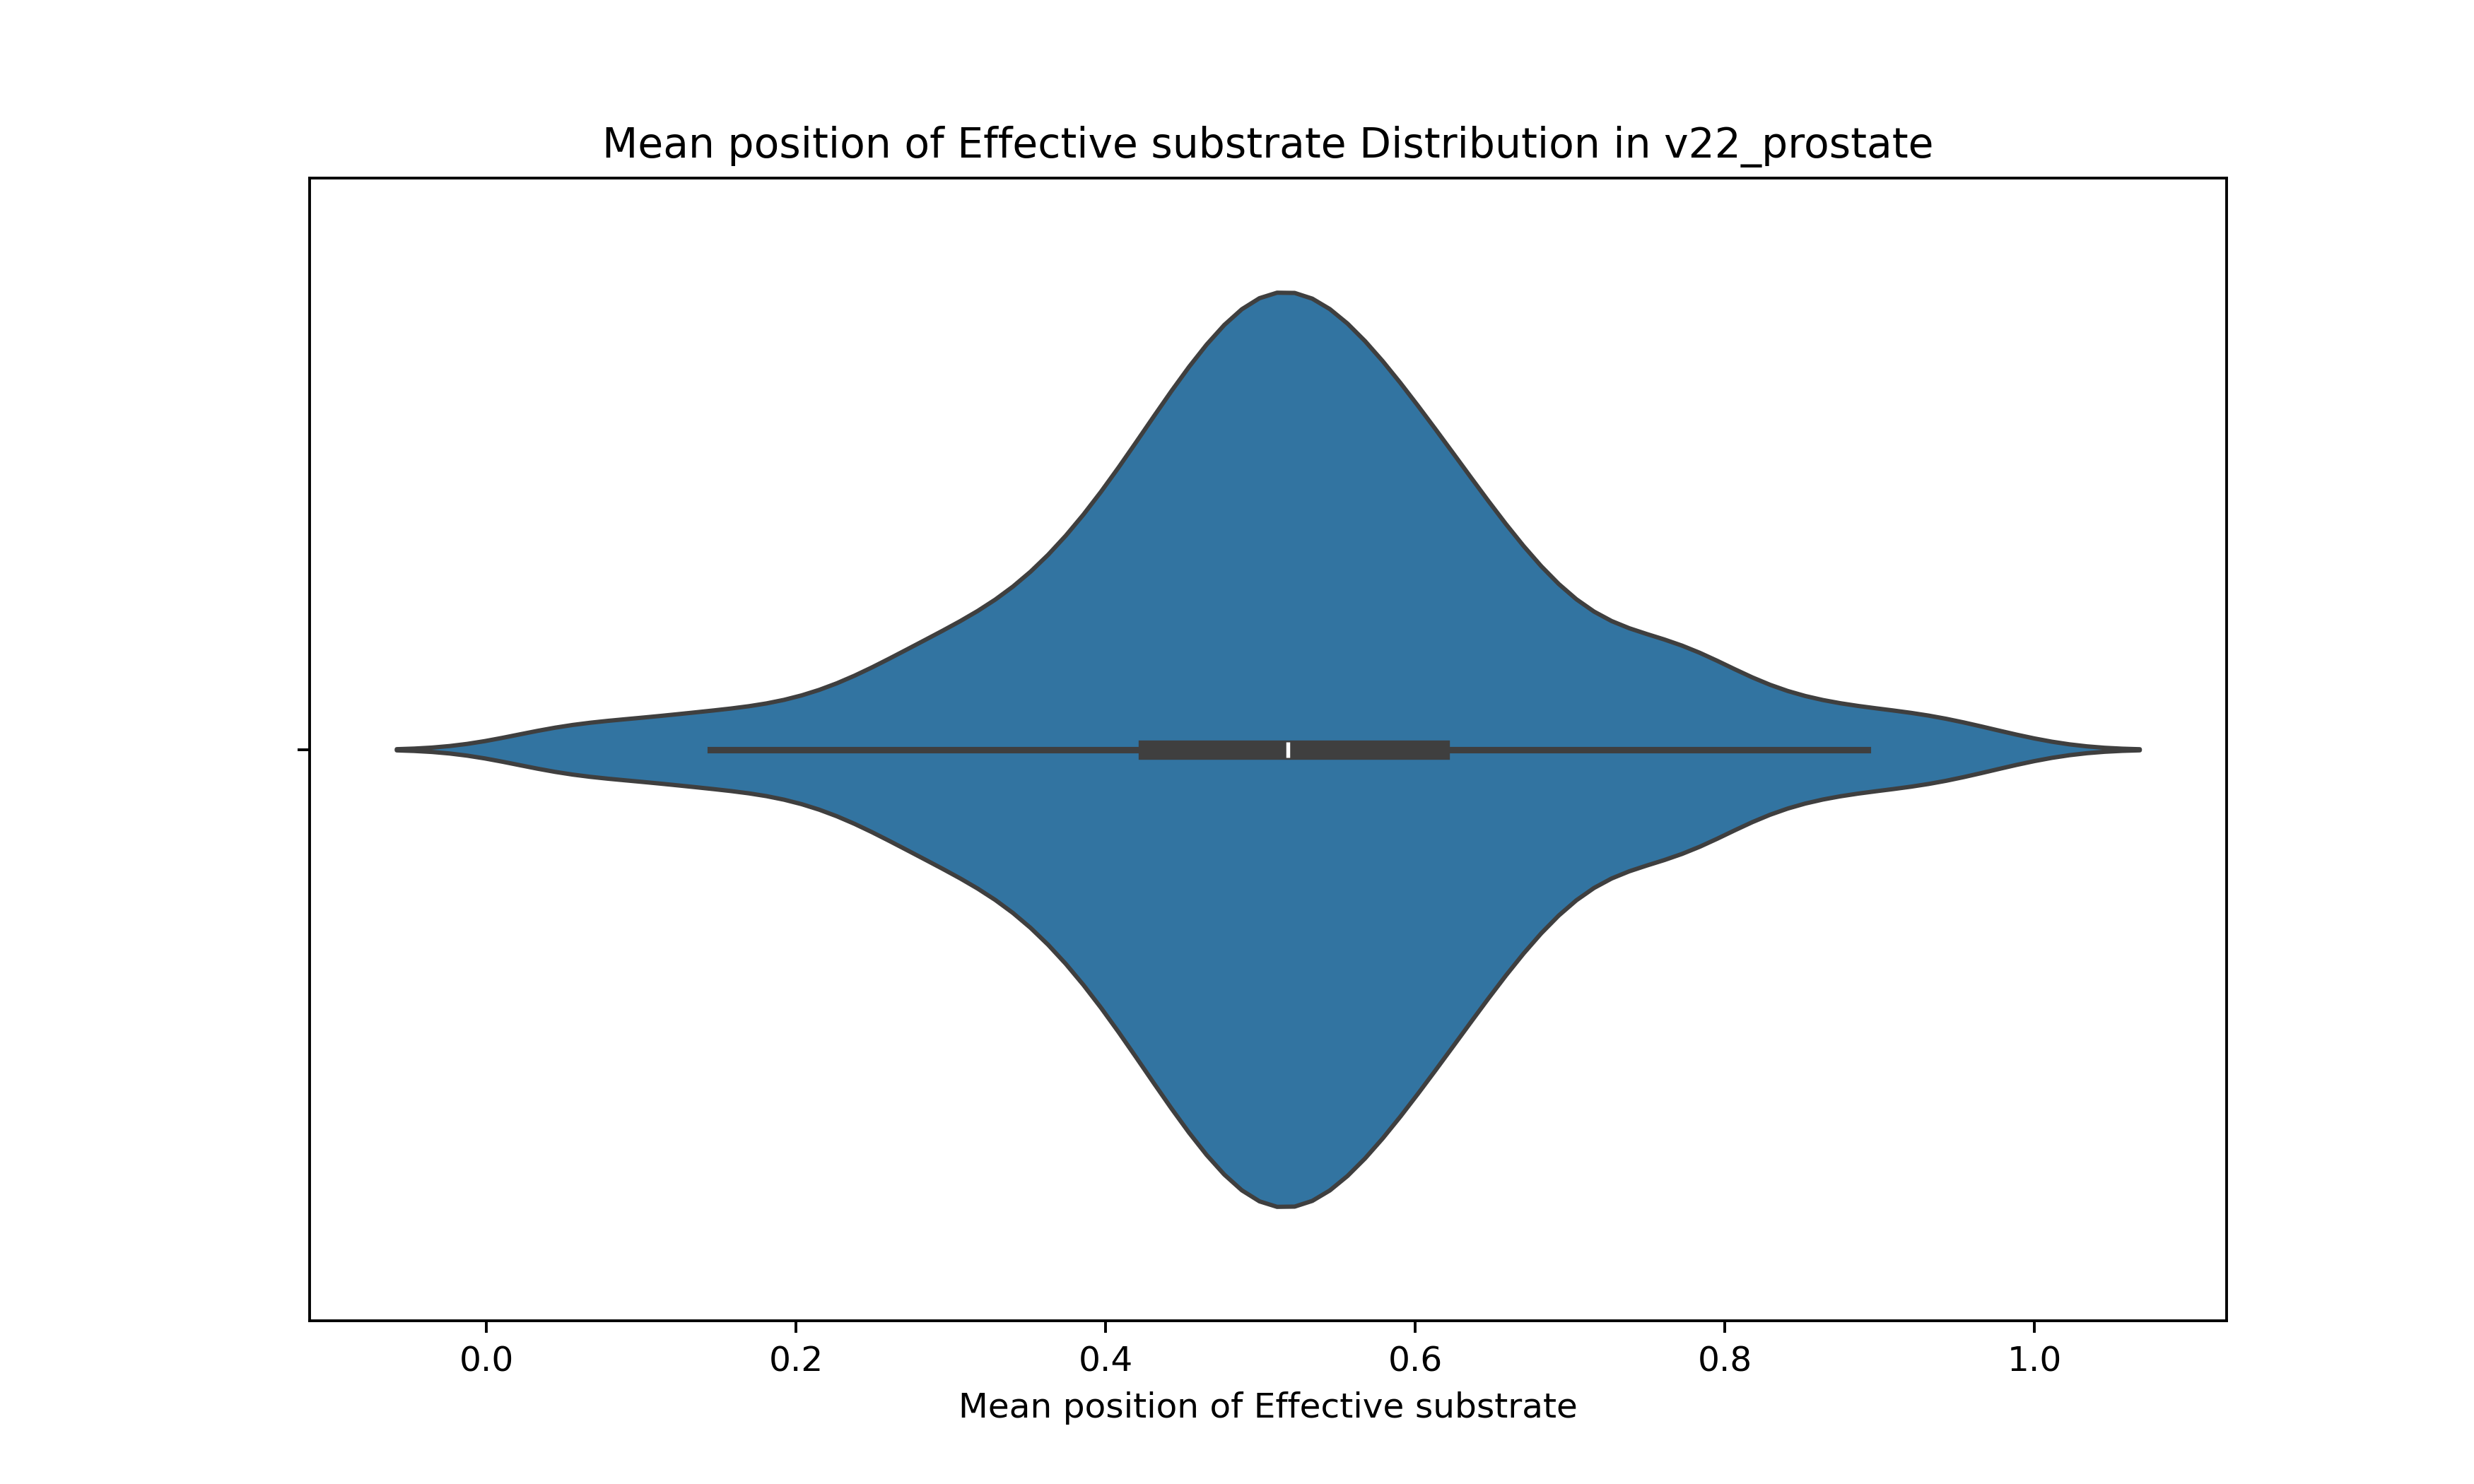 Mean position of Effective substrate Distribution in v22_prostate
0.0 0.2 0.4 0.6 0.8 1.0
Mean position of Effective substrate